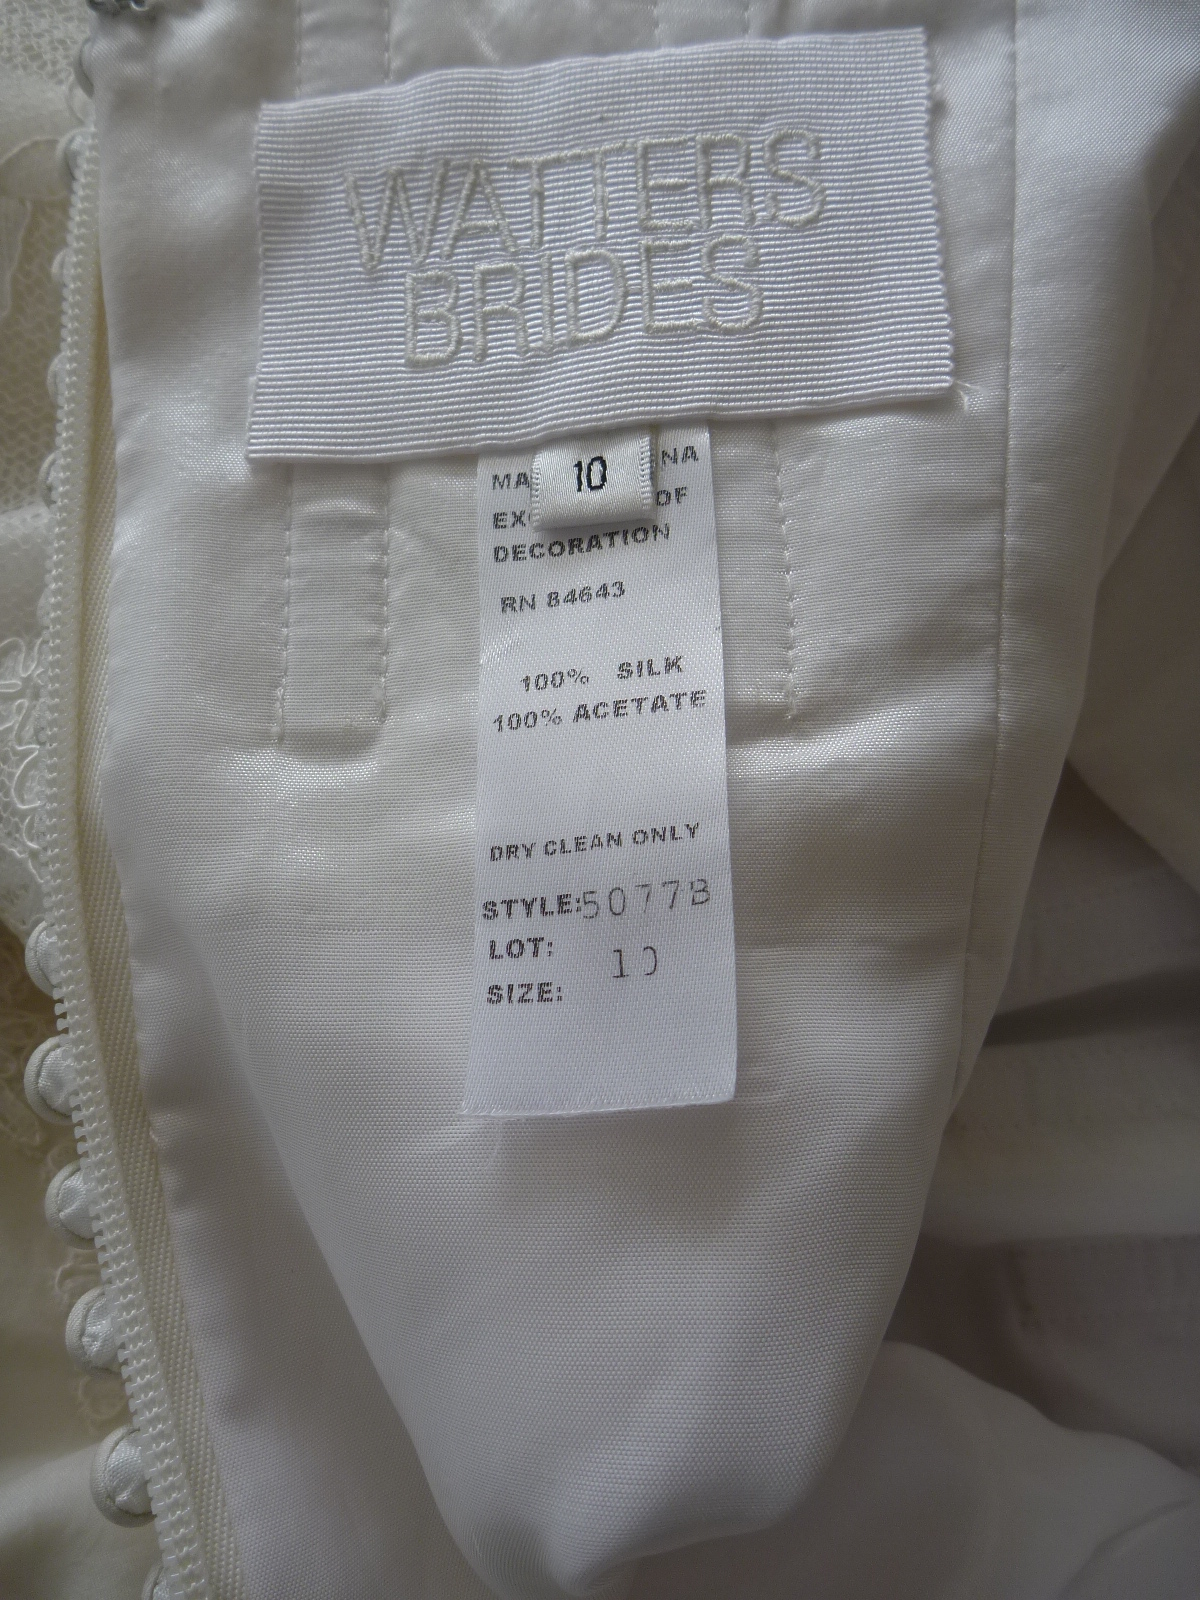 WATTERS
BRIDES
10
MA NA
EX OF
DECORATION
RN 84643
100% SILK
100% ACETATE
DRY CLEAN ONLY
STYLE:5077B
LOT:
10
SIZE: